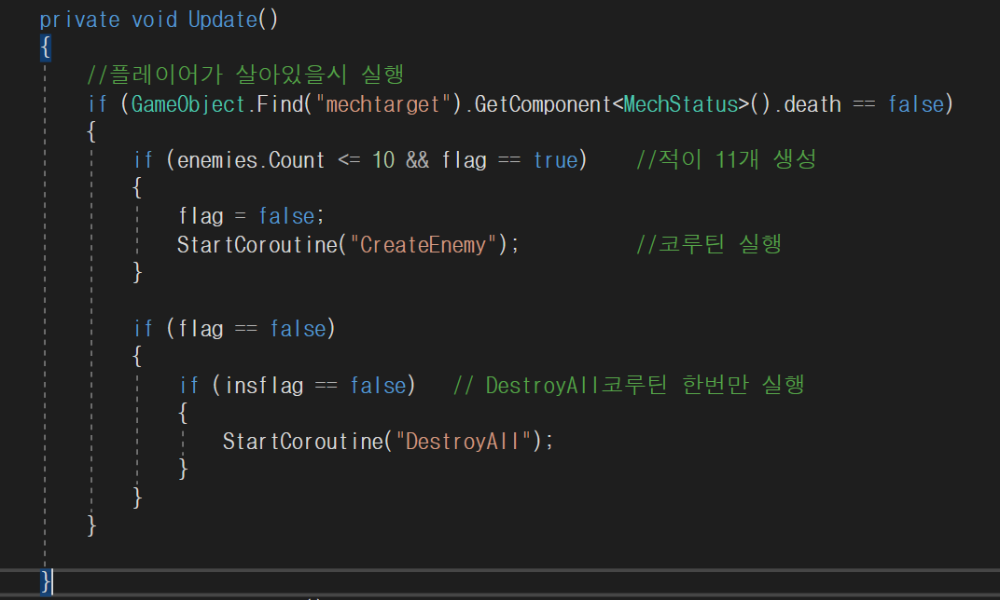 private void Update()
{
//플레이어가 살아있을시 실행
if (GameObject.Find("mechtarget").GetComponent<MechStatus>().death == false)
{
if (enemies.Count <= 10 && flag == true) //적이 11개 생성
{
flag = false;
StartCoroutine("CreateEnemy"); //코루틴 실행
}
if (flag == false)
{
if (insflag == false) // DestroyAll코루틴 한번만 실행
{
StartCoroutine("DestroyAll");
}
}
}
}